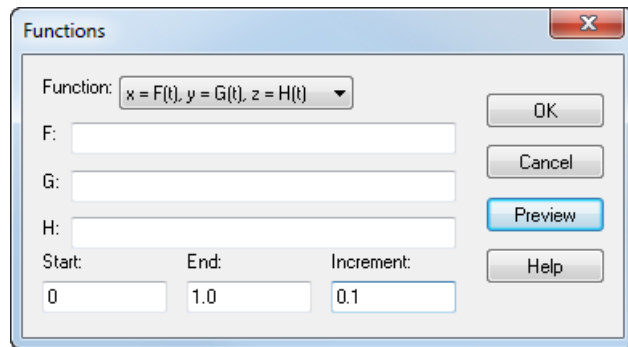 Functions
Function: x = F(t), y = G(t), z = H(t)
OK
F:
Cancel
G:
Preview
H:
Start: End: Increment:
Help
0 1.0 0.1